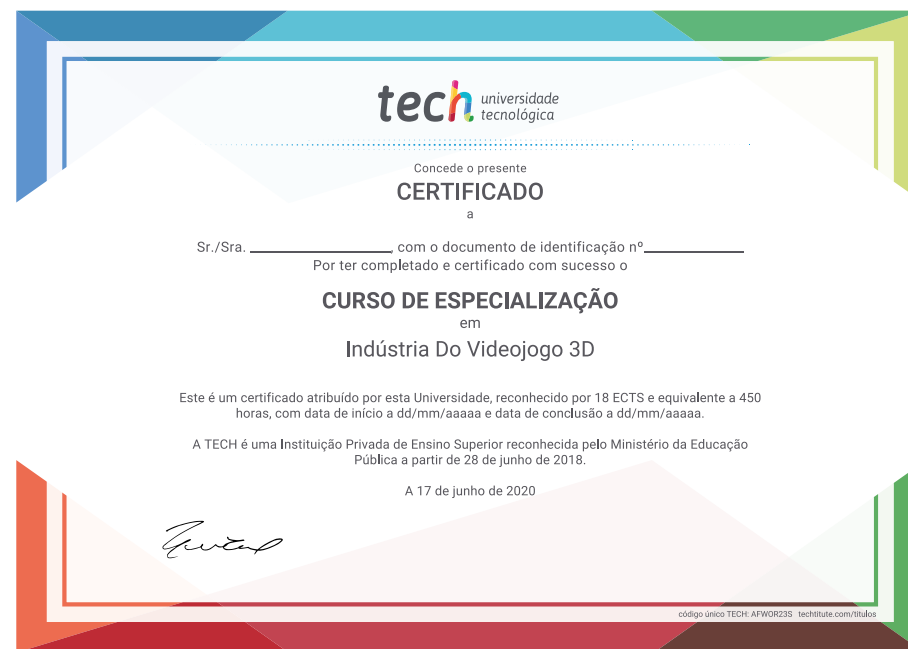 tech universidade
tecnológica
Concede o presente
CERTIFICADO
a
Sr./Sra. , com o documento de identificação nº
Por ter completado e certificado com sucesso o
CURSO DE ESPECIALIZAÇÃO
em
Indústria Do Videojogo 3D
Este é um certificado atribuído por esta Universidade, reconhecido por 18 ECTS e equivalente a 450
horas, com data de início a dd/mm/aaaaa e data de conclusão a dd/mm/aaaaa.
A TECH é uma Instituição Privada de Ensino Superior reconhecida pelo Ministério da Educação
Pública a partir de 28 de junho de 2018.
A 17 de junho de 2020
código único TECH: AFWOR23S techtitute.com/titulos